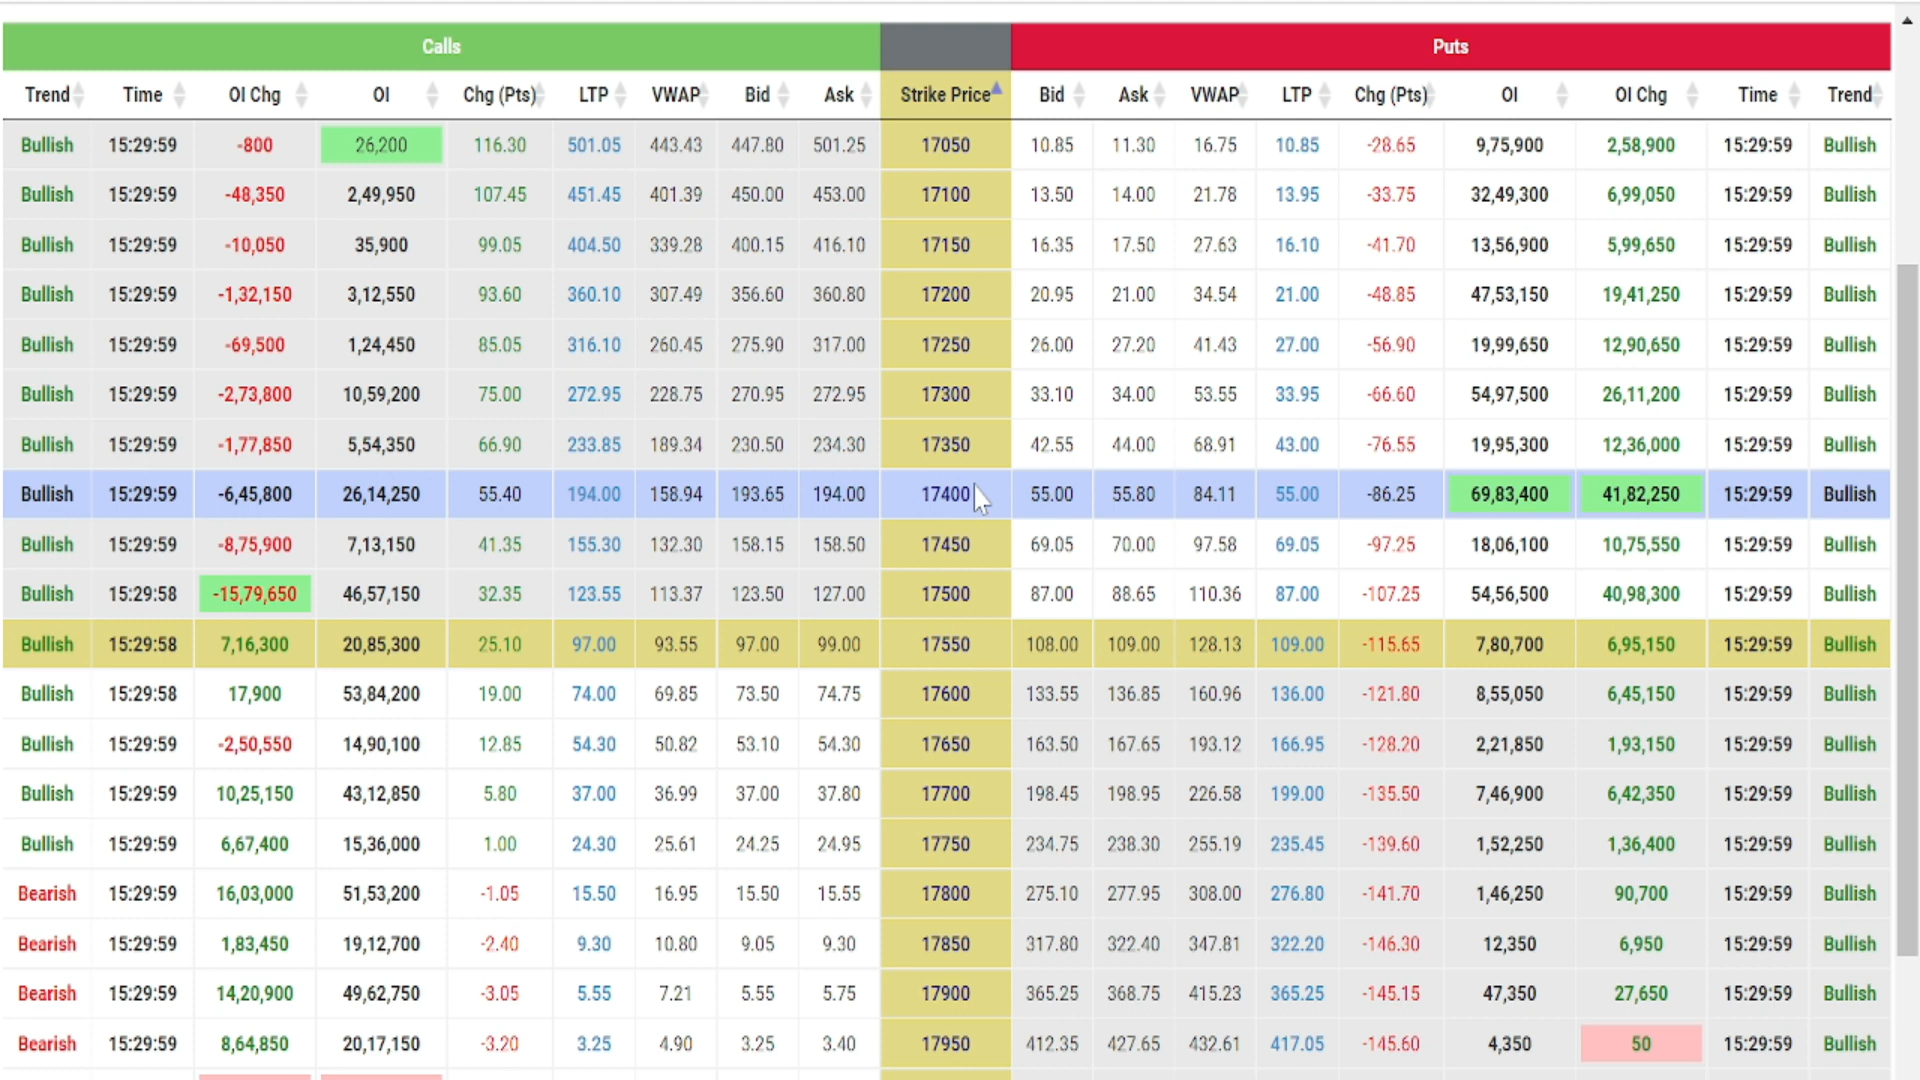 Calls Puts
Trend Time OI Chg OI Chg (Pts) LTP VWAP Bid Ask Strike Price Bid Ask VWAP LTP Chg (Pts) OI OI Chg Time Trend
Bullish 15:29:59 -800 26,200 116.30 501.05 443.43 447.80 501.25 17050 10.85 11.30 16.75 10.85 -28.65 9,75,900 2,58,900 15:29:59 Bullish
Bullish 15:29:59 -48,350 2,49,950 107.45 451.45 401.39 450.00 453.00 17100 13.50 14.00 21.78 13.95 -33.75 32,49,300 6,99,050 15:29:59 Bullish
Bullish 15:29:59 -10,050 35,900 99.05 404.50 339.28 400.15 416.10 17150 16.35 17.50 27.63 16.10 -41.70 13,56,900 5,99,650 15:29:59 Bullish
Bullish 15:29:59 -1,32,150 3,12,550 93.60 360.10 307.49 356.60 360.80 17200 20.95 21.00 34.54 21.00 -48.85 47,53,150 19,41,250 15:29:59 Bullish
Bullish 15:29:59 -69,500 1,24,450 85.05 316.10 260.45 275.90 317.00 17250 26.00 27.20 41.43 27.00 -56.90 19,99,650 12,90,650 15:29:59 Bullish
Bullish 15:29:59 -2,73,800 10,59,200 75.00 272.95 228.75 270.95 272.95 17300 33.10 34.00 53.55 33.95 -66.60 54,97,500 26,11,200 15:29:59 Bullish
Bullish 15:29:59 -1,77,850 5,54,350 66.90 233.85 189.34 230.50 234.30 17350 42.55 44.00 68.91 43.00 -76.55 19,95,300 12,36,000 15:29:59 Bullish
Bullish 15:29:59 -6,45,800 26,14,250 55.40 194.00 158.94 193.65 194.00 17400 55.00 55.80 84.11 55.00 -86.25 69,83,400 41,82,250 15:29:59 Bullish
Bullish 15:29:59 -8,75,900 7,13,150 41.35 155.30 132.30 158.15 158.50 17450 69.05 70.00 97.58 69.05 -97.25 18,06,100 10,75,550 15:29:59 Bullish
Bullish 15:29:58 -15,79,650 46,57,150 32.35 123.55 113.37 123.50 127.00 17500 87.00 88.65 110.36 87.00 -107.25 54,56,500 40,98,300 15:29:59 Bullish
Bullish 15:29:58 7,16,300 20,85,300 25.10 97.00 93.55 97.00 99.00 17550 108.00 109.00 128.13 109.00 -115.65 7,80,700 6,95,150 15:29:59 Bullish
Bullish 15:29:58 17,900 53,84,200 19.00 74.00 69.85 73.50 74.75 17600 133.55 136.85 160.96 136.00 -121.80 8,55,050 6,45,150 15:29:59 Bullish
Bullish 15:29:59 -2,50,550 14,90,100 12.85 54.30 50.82 53.10 54.30 17650 163.50 167.65 193.12 166.95 -128.20 2,21,850 1,93,150 15:29:59 Bullish
Bullish 15:29:59 10,25,150 43,12,850 5.80 37.00 36.99 37.00 37.80 17700 198.45 198.95 226.58 199.00 -135.50 7,46,900 6,42,350 15:29:59 Bullish
Bullish 15:29:59 6,67,400 15,36,000 1.00 24.30 25.61 24.25 24.95 17750 234.75 238.30 255.19 235.45 -139.60 1,52,250 1,36,400 15:29:59 Bullish
Bearish 15:29:59 16,03,000 51,53,200 -1.05 15.50 16.95 15.50 15.55 17800 275.10 277.95 308.00 276.80 -141.70 1,46,250 90,700 15:29:59 Bullish
Bearish 15:29:59 1,83,450 19,12,700 -2.40 9.30 10.80 9.05 9.30 17850 317.80 322.40 347.81 322.20 -146.30 12,350 6,950 15:29:59 Bullish
Bearish 15:29:59 14,20,900 49,62,750 -3.05 5.55 7.21 5.55 5.75 17900 365.25 368.75 415.23 365.25 -145.15 47,350 27,650 15:29:59 Bullish
Bearish 15:29:59 8,64,850 20,17,150 -3.20 3.25 4.90 3.25 3.40 17950 412.35 427.65 432.61 417.05 -145.60 4,350 50 15:29:59 Bullish